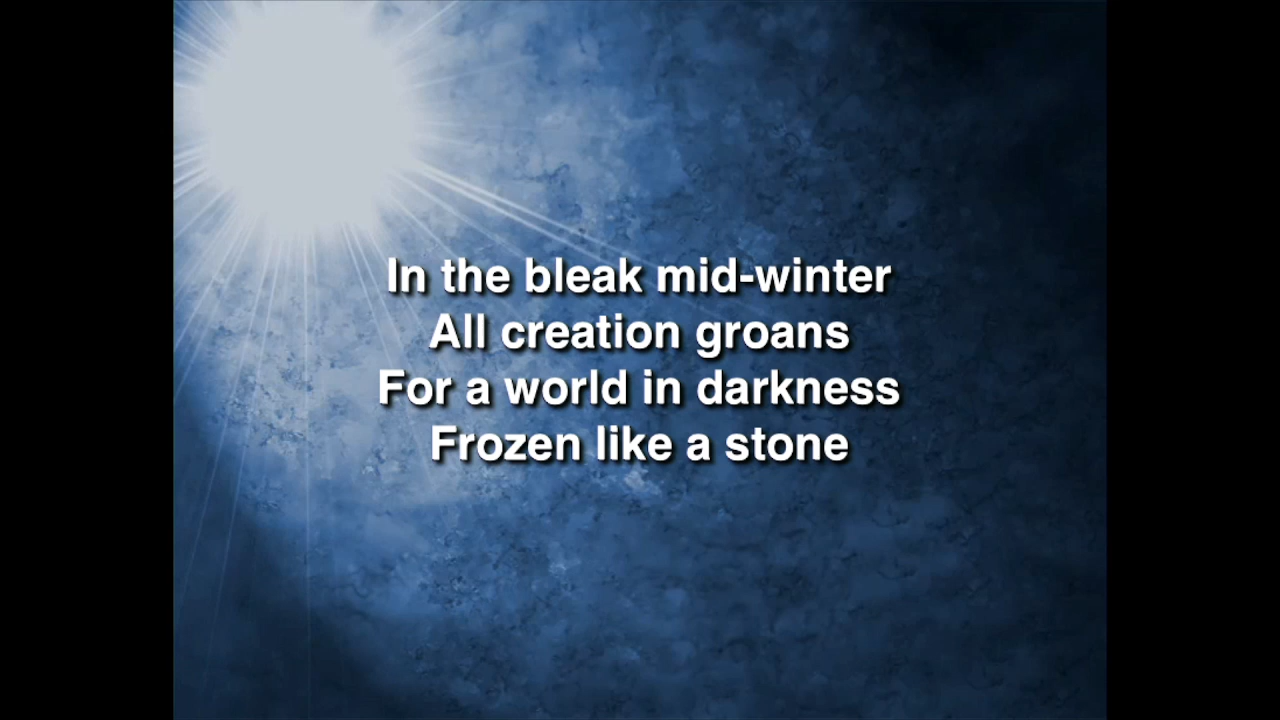 In the bleak mid-winter
All creation groans
For a world in darkness
Frozen like a stone